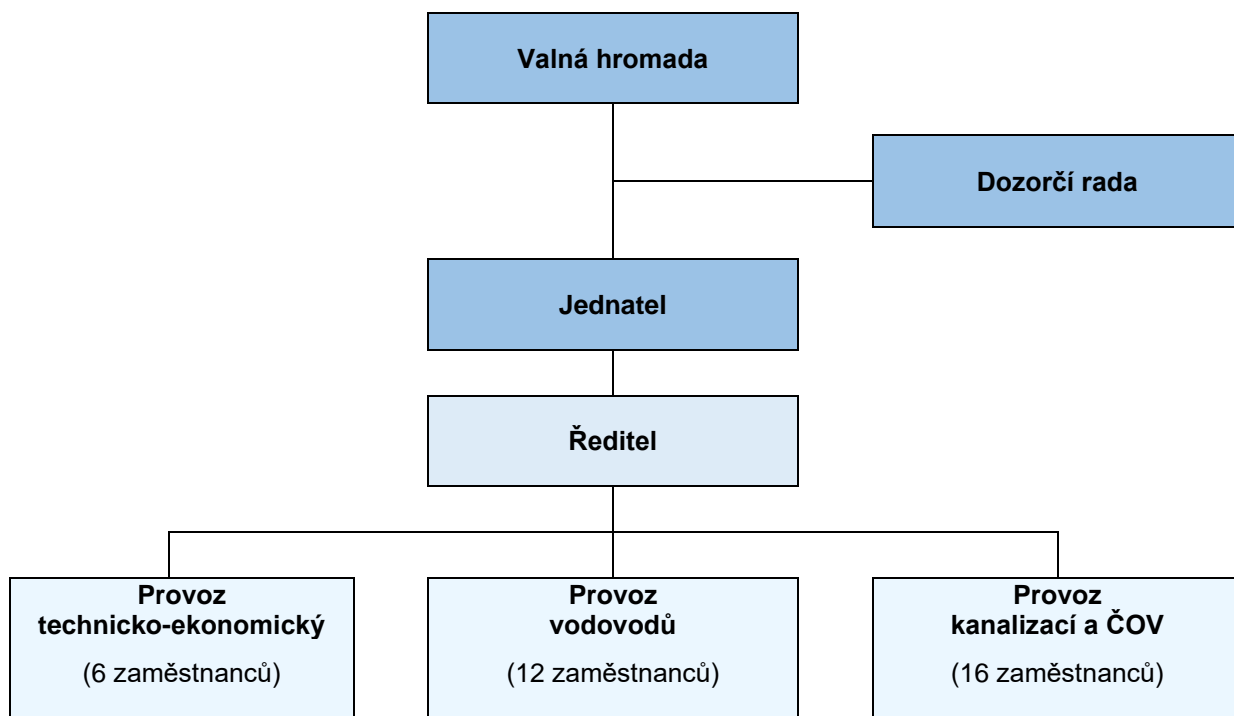 Valná hromada
Dozorčí rada
Jednatel
Ředitel
Provoz
technicko-ekonomický
(6 zaměstnanců)
Provoz
vodovodů
(12 zaměstnanců)
Provoz
kanalizací a ČOV
(16 zaměstnanců)